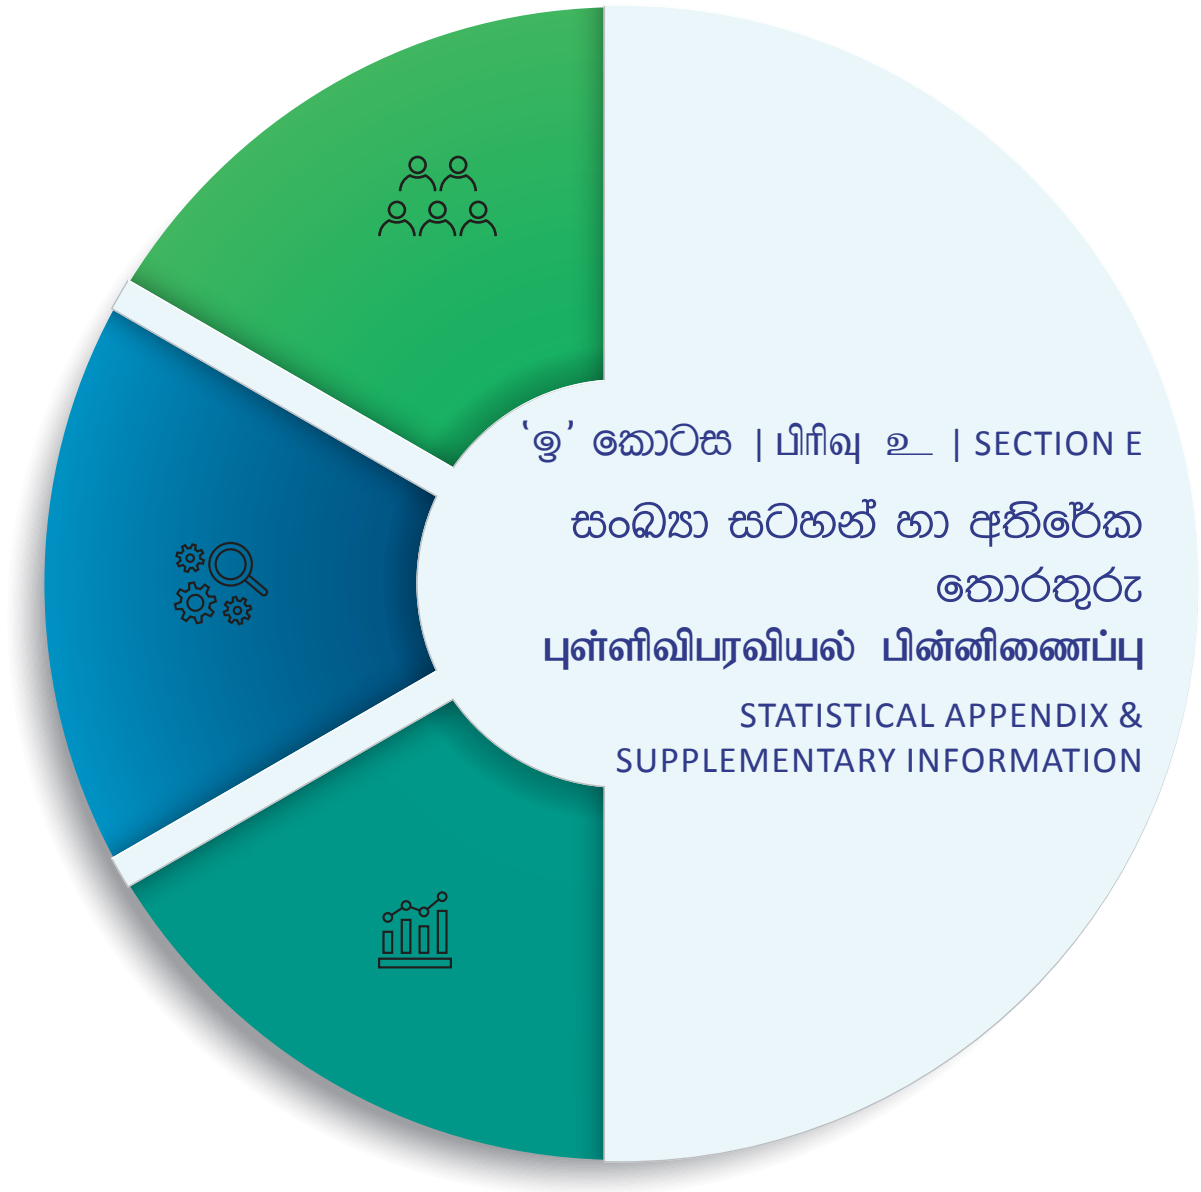 ‘ඉ’ කොටස | பிரிவு உ | SECTION E
සංඛ්‍යා සටහන් හා අතිරේක
තොරතුරු
புள்ளிவிபரவியல் பின்னிணைப்பு
STATISTICAL APPENDIX &
SUPPLEMENTARY INFORMATION